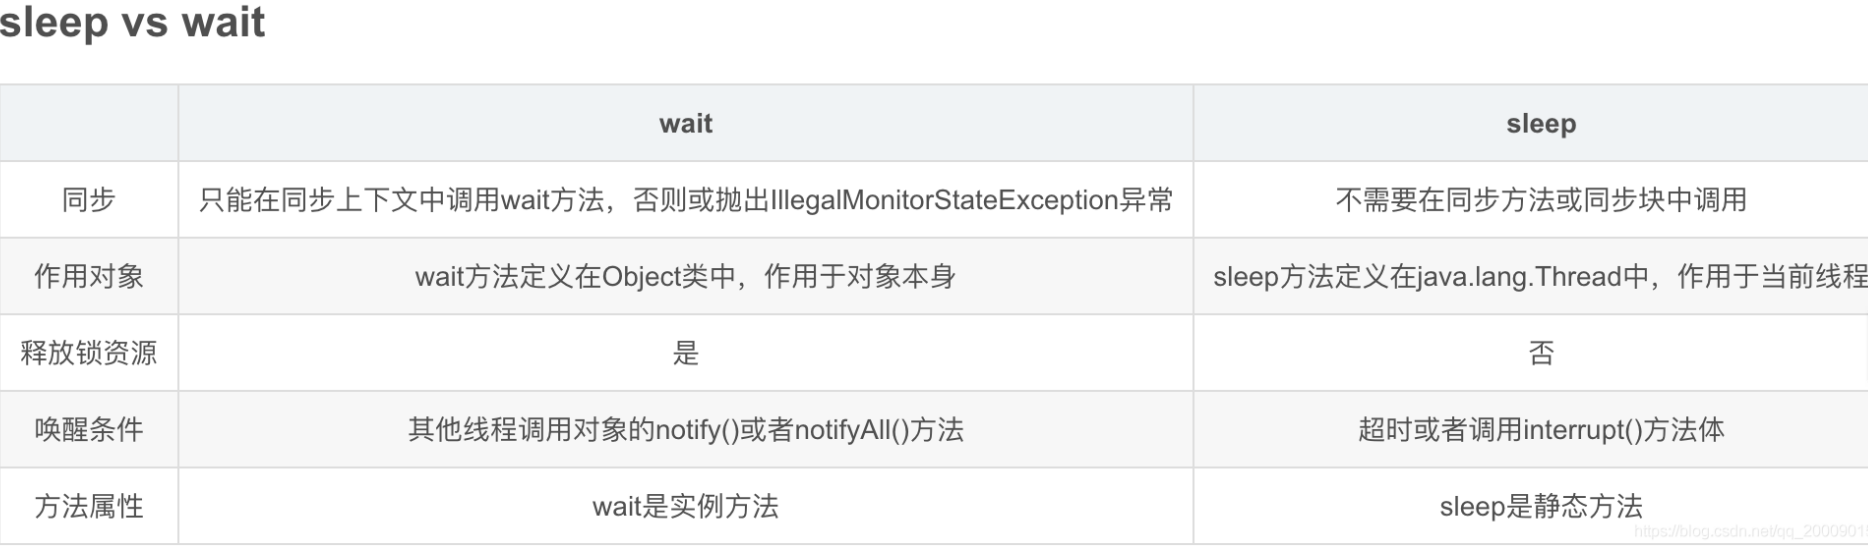 sleep vs wait
wait sleep
同步 只能在同步上下文中调用wait方法，否则或抛出IllegalMonitorStateException异常 不需要在同步方法或同步块中调用
作用对象 wait方法定义在Object类中，作用于对象本身 sleep方法定义在java.lang.Thread中，作用于当前线程
释放锁资源 是 否
唤醒条件 其他线程调用对象的notify()或者notifyAll()方法 超时或者调用interrupt()方法体
方法属性 wait是实例方法 sleep是静态方法
https://blog.csdn.net/qq_2000901